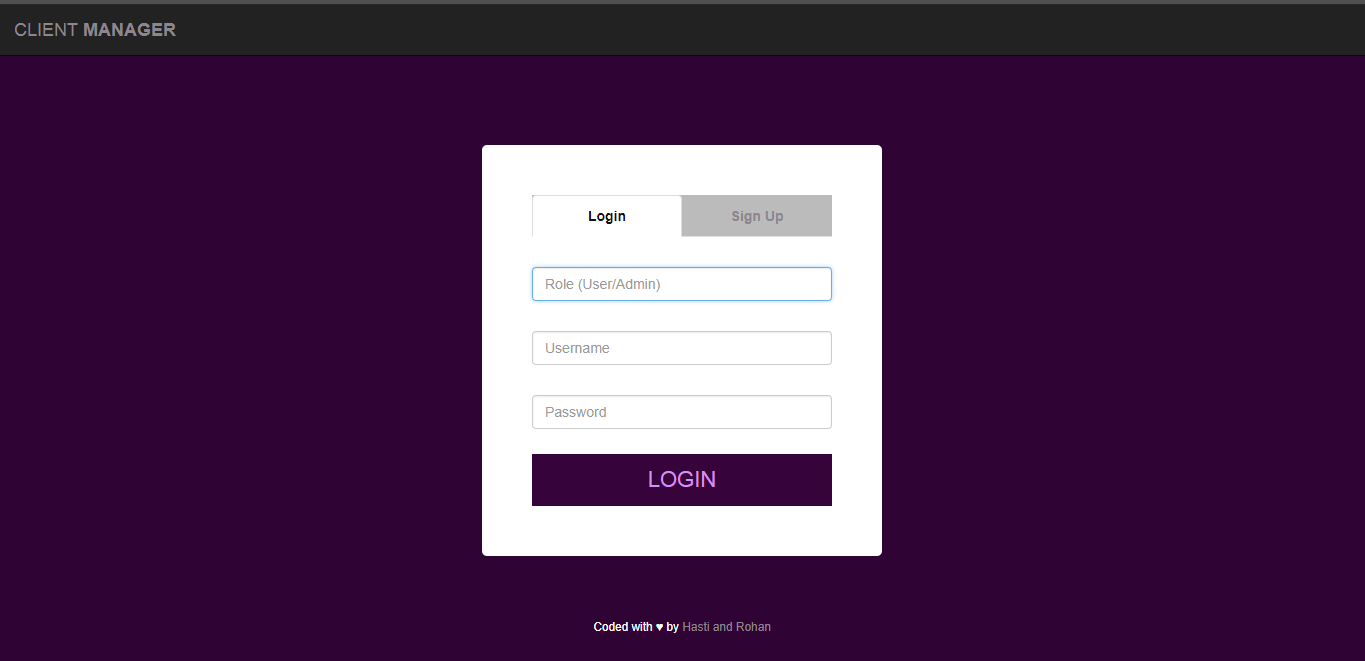 CLIENT MANAGER
Login
Sign Up
Role (User/Admin)
Username
Password
LOGIN
Coded with ♥ by Hasti and Rohan